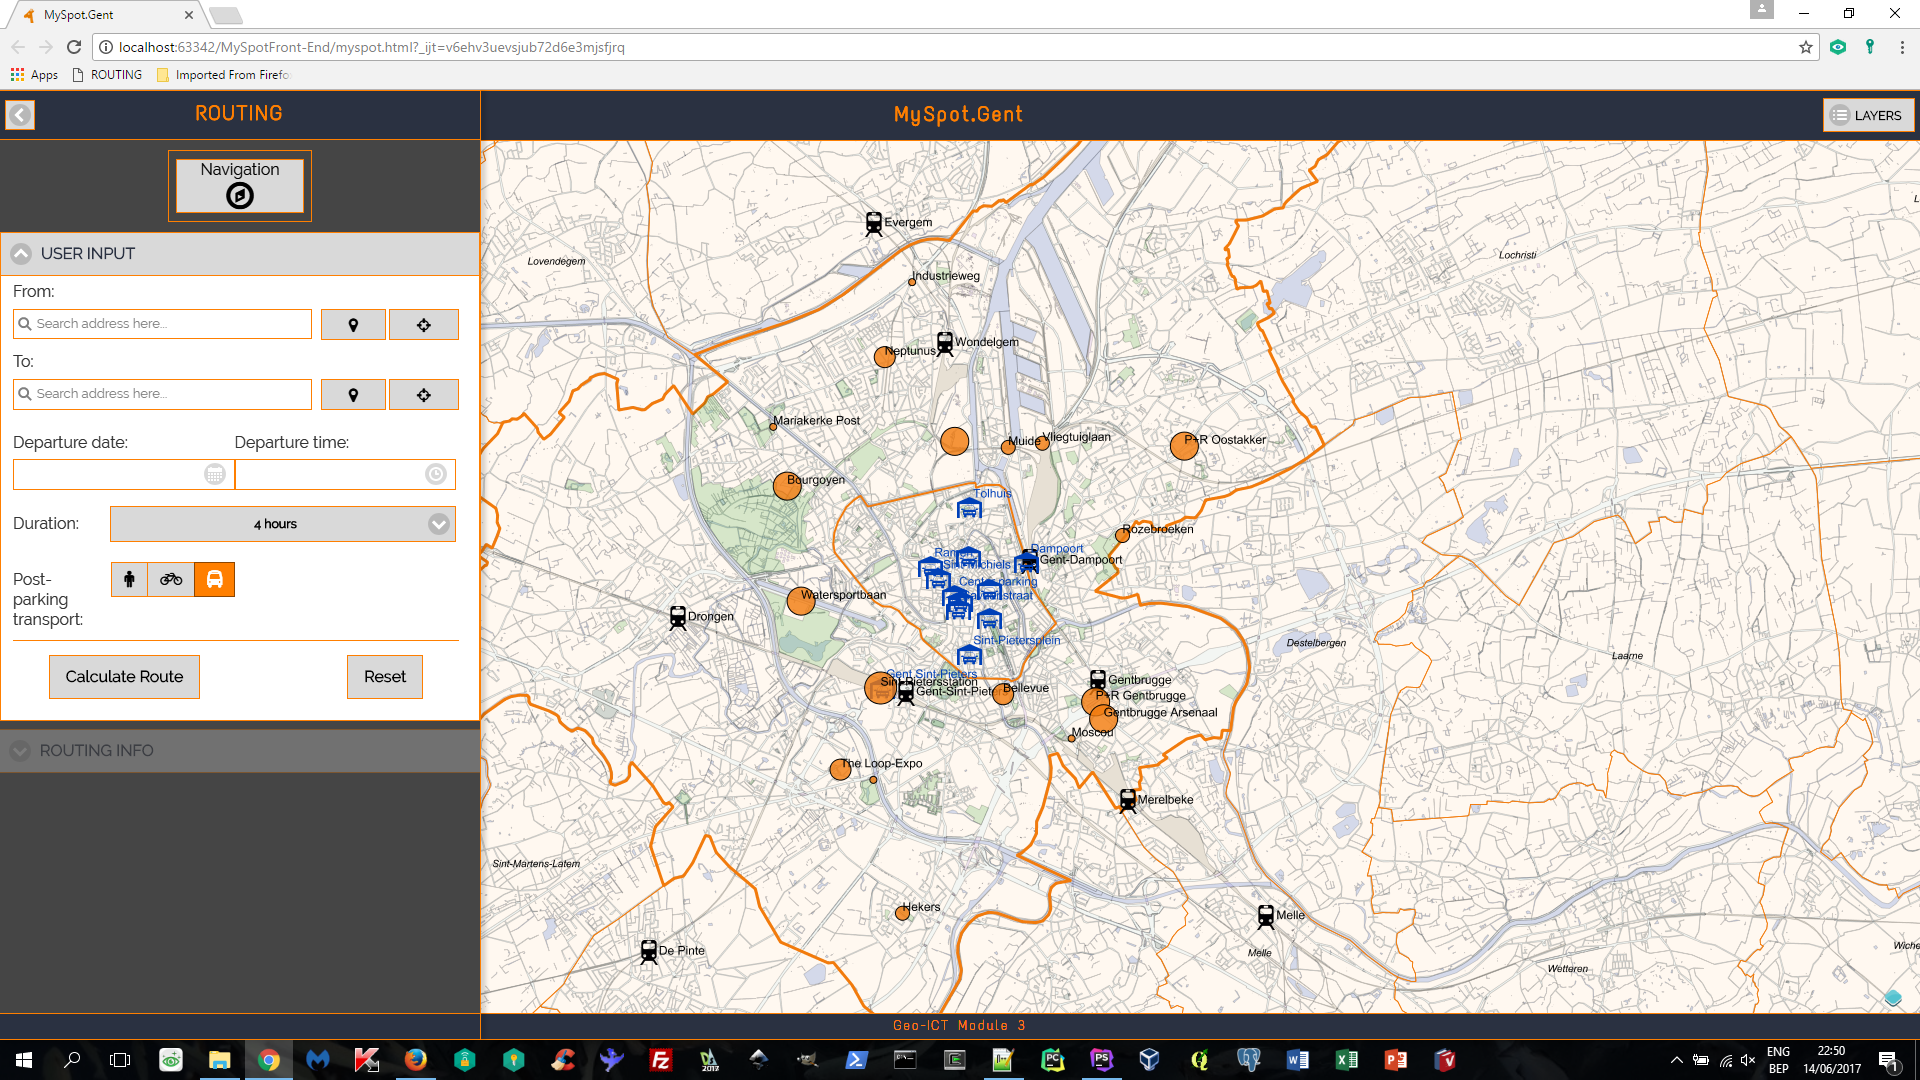 MySpot.Gent
localhost:63342/MySpotFront-End/myspot.html?_ijt=v6ehv3uevsjub72d6e3mjsfjrq
Apps
ROUTING
Imported From Firefo
ROUTING
MySpot.Gent
LAYERS
Navigation
USER INPUT
From:
Search address here...
To:
Search address here...
Departure date:
Departure time:
Duration:
4 hours
Post-
parking
transport:
Calculate Route
Reset
ROUTING INFO
Evergem
Lovendegem
Lochristi
Industrieweg
Neptunus
Wondelgem
Mariakerke Post
Muide
Vliegtuiglaan
P+R Oostakker
Bourgoyen
Tolhuis
Rozebroeken
Dampoort
Gent-Dampoort
Sint-Michiels
Watersportbaan
Drongen
Sint-Pietersplein
Destelbergen
Laarne
Gent Sint-Pieters
Sint-Pietersstation
Gent-Sint-Pieters
Bellevue
Gentbrugge
P+R Gentbrugge
Gentbrugge Arsenaal
Moscou
The Loop-Expo
Merelbeke
Sint-Martens-Latem
Hekers
Melle
De Pinte
Melle
Wetteren
Wiche
Geo-ICT Module 3
2017
ENG
BEP
22:50
14/06/2017
1